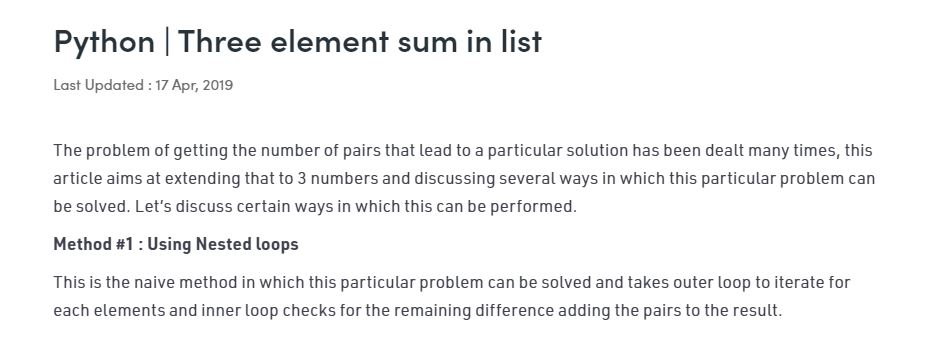 Python | Three element sum in list
Last Updated : 17 Apr, 2019
The problem of getting the number of pairs that lead to a particular solution has been dealt many times, this
article aims at extending that to 3 numbers and discussing several ways in which this particular problem can
be solved. Let’s discuss certain ways in which this can be performed.
Method #1 : Using Nested loops
This is the naive method in which this particular problem can be solved and takes outer loop to iterate for
each elements and inner loop checks for the remaining difference adding the pairs to the result.